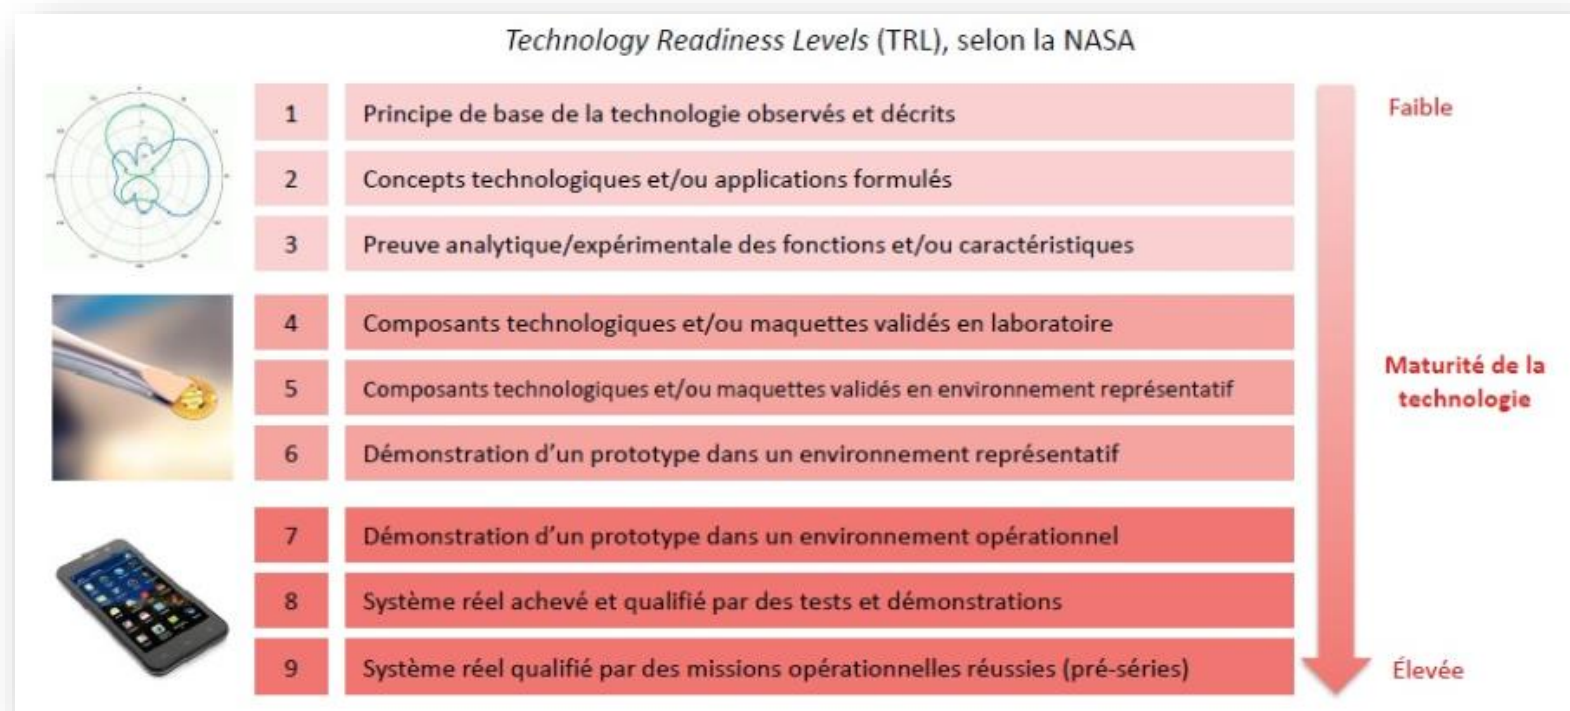 Technology Readiness Levels (TRL), selon la NASA
1 Principe de base de la technologie observés et décrits
Faible
2 Concepts technologiques et/ou applications formulés
3 Preuve analytique/expérimentale des fonctions et/ou caractéristiques
4 Composants technologiques et/ou maquettes validés en laboratoire
5 Composants technologiques et/ou maquettes validés en environnement représentatif
Maturité de la
technologie
6 Démonstration d'un prototype dans un environnement représentatif
7 Démonstration d'un prototype dans un environnement opérationnel
8 Système réel achevé et qualifié par des tests et démonstrations
9 Système réel qualifié par des missions opérationnelles réussies (pré-séries)
Élevée